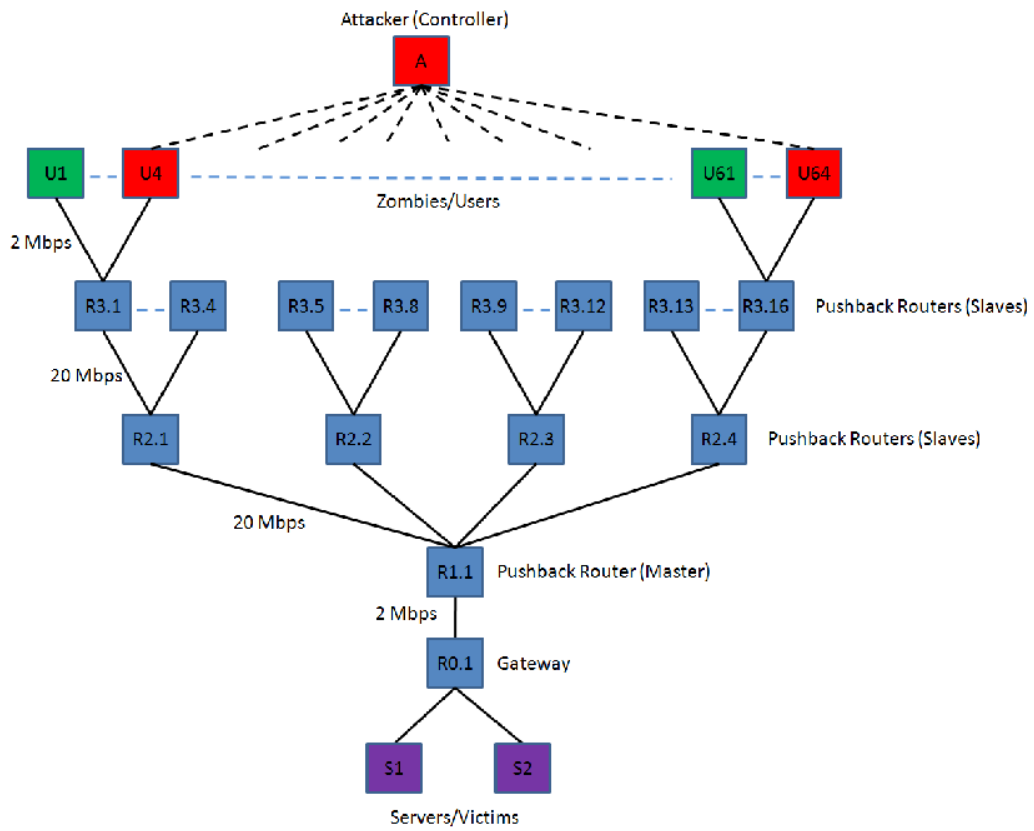 Attacker (Controller)
A
U1
U4
U61
U64
Zombies/Users
2 Mbps
R3.1
R3.4
R3.5
R3.8
R3.9
R3.12
R3.13
R3.16
Pushback Routers (Slaves)
20 Mbps
R2.1
R2.2
R2.3
R2.4
Pushback Routers (Slaves)
20 Mbps
R1.1
Pushback Router (Master)
2 Mbps
R0.1
Gateway
S1
S2
Servers/Victims